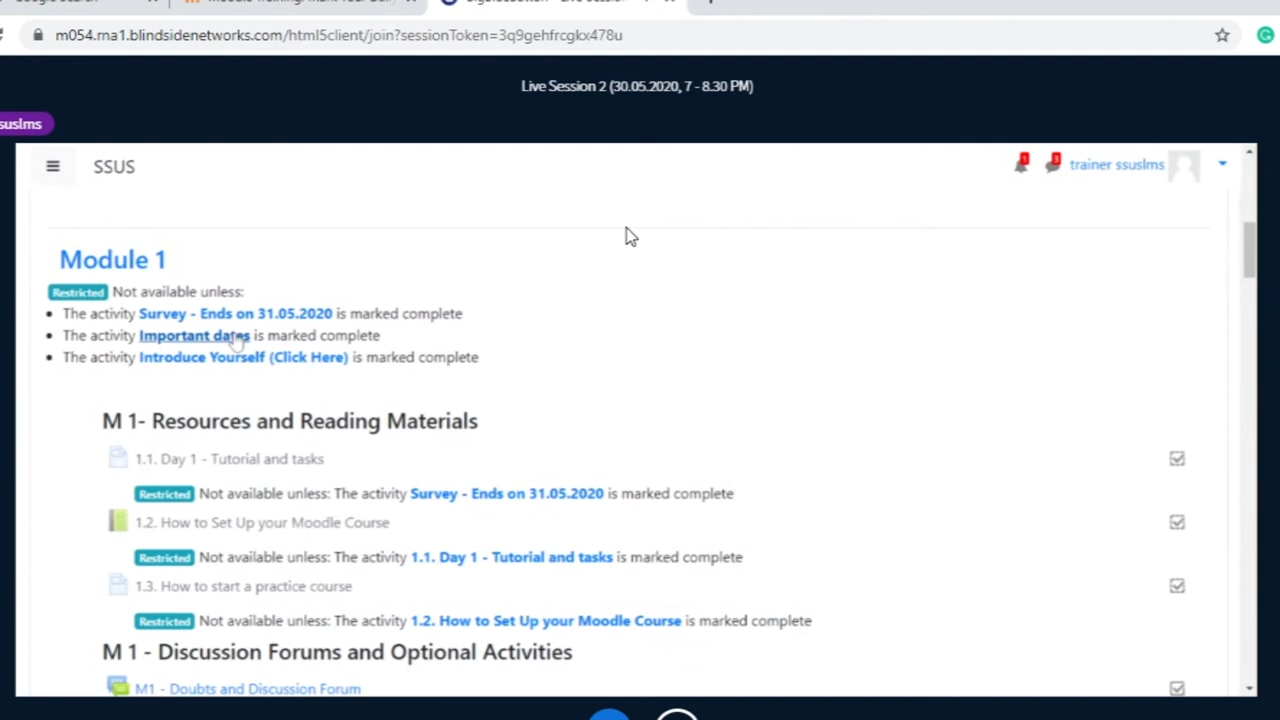 m054.rna1.blindsidenetworks.com/html5client/join?sessionToken=3q9gehfrcgkx478u
Live Session 2 (30.05.2020, 7 - 8.30 PM)
suslms
SSUS
trainer ssuslms
Module 1
Restricted Not available unless:
The activity Survey - Ends on 31.05.2020 is marked complete
The activity Important dates is marked complete
The activity Introduce Yourself (Click Here) is marked complete
M 1- Resources and Reading Materials
1.1. Day 1 - Tutorial and tasks
Restricted Not available unless: The activity Survey - Ends on 31.05.2020 is marked complete
1.2. How to Set Up your Moodle Course
Restricted Not available unless: The activity 1.1. Day 1 - Tutorial and tasks is marked complete
1.3. How to start a practice course
Restricted Not available unless: The activity 1.2. How to Set Up your Moodle Course is marked complete
M 1 - Discussion Forums and Optional Activities
M1 - Doubts and Discussion Forum